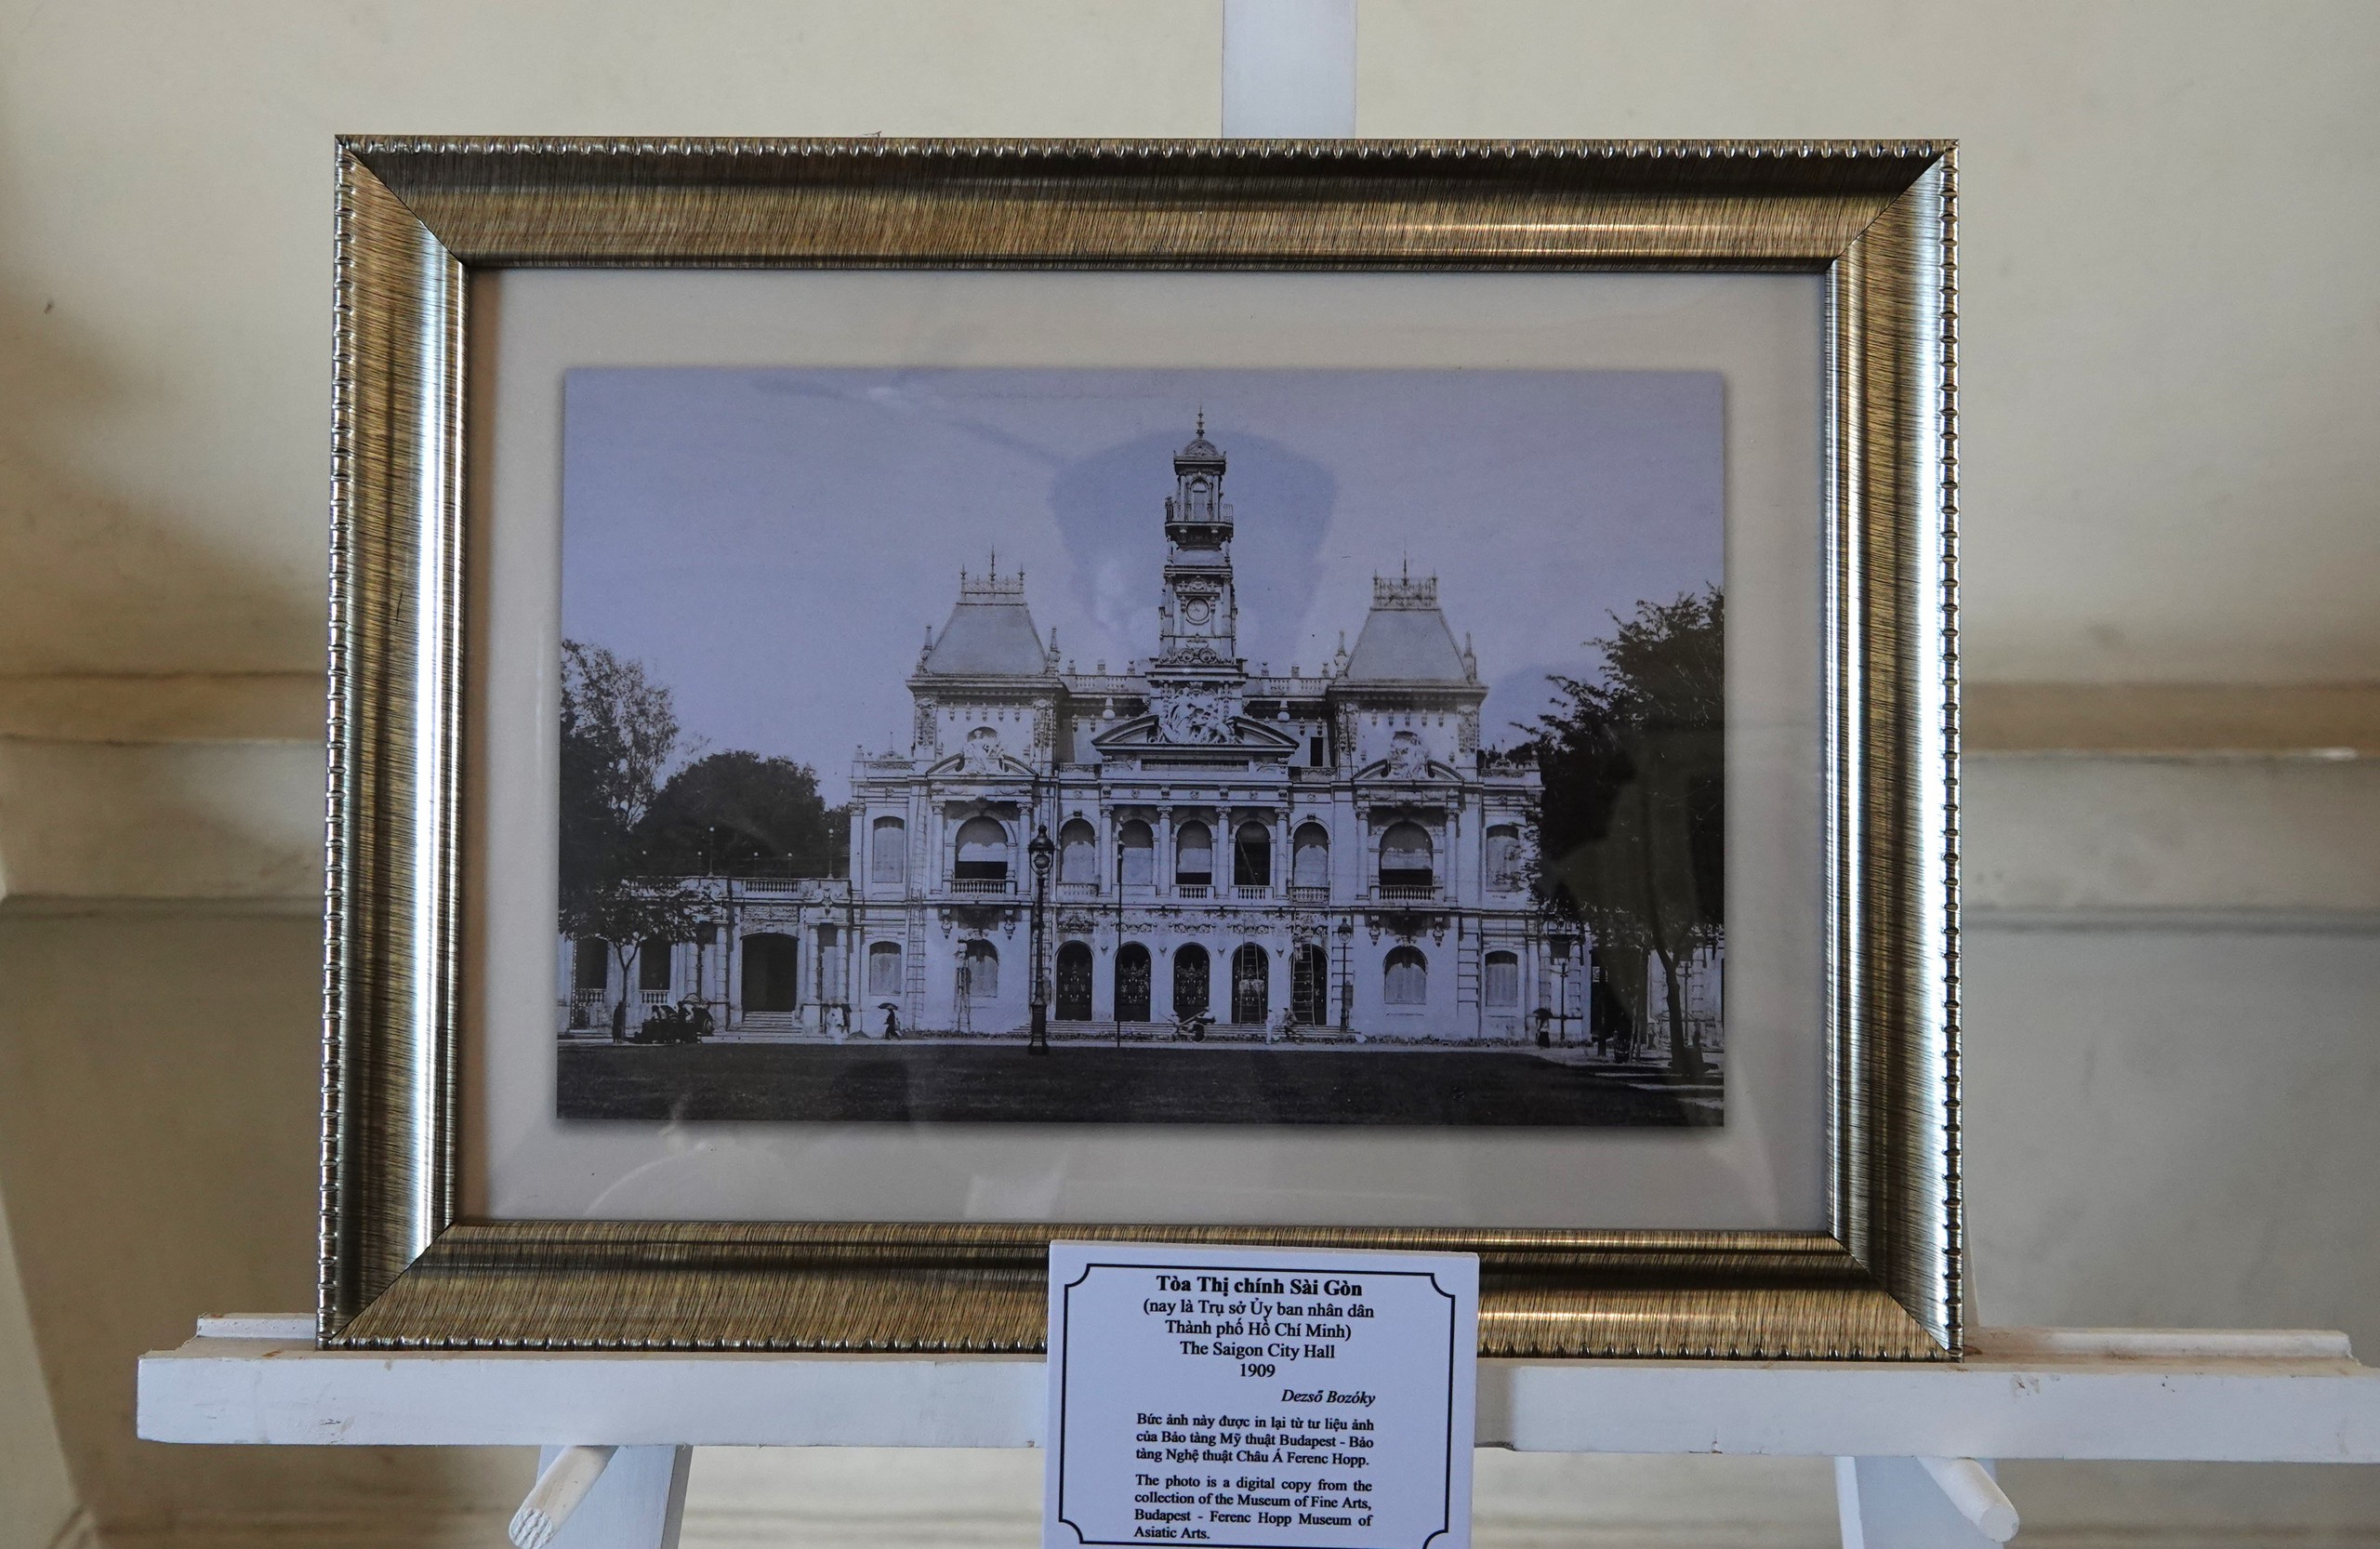 Tòa Thị chính Sài Gòn
(nay là Trụ sở Ủy ban nhân dân
Thành phố Hồ Chí Minh)
The Saigon City Hall
1909
Dezső Bozóky
Bức ảnh này được in lại từ tư liệu ảnh
của Bảo tàng Mỹ thuật Budapest - Bảo
tàng Nghệ thuật Châu Á Ferenc Hopp.
The photo is a digital copy from the
collection of the Museum of Fine Arts,
Budapest - Ferenc Hopp Museum of
Asiatic Arts.